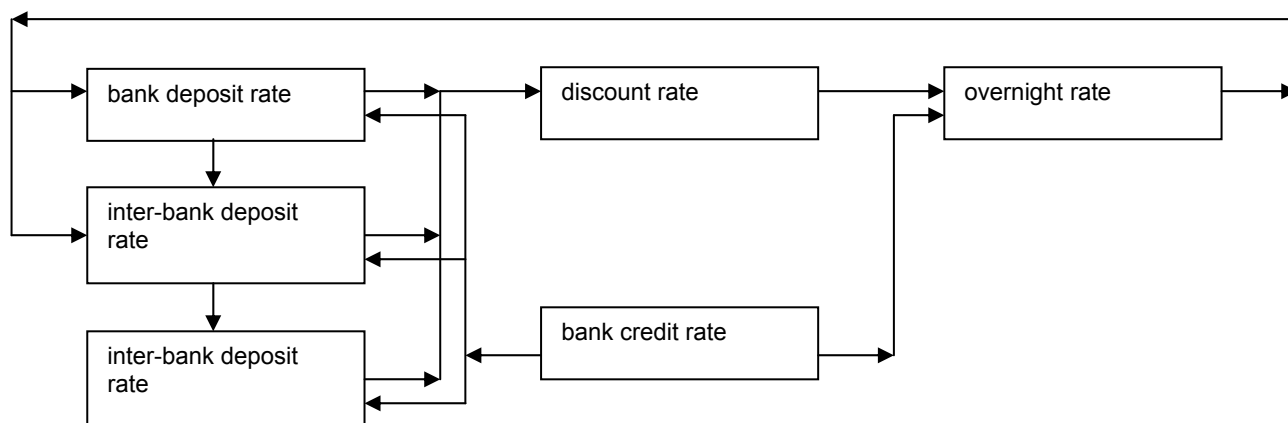 bank deposit rate
discount rate
overnight rate
inter-bank deposit
rate
bank credit rate
inter-bank deposit
rate